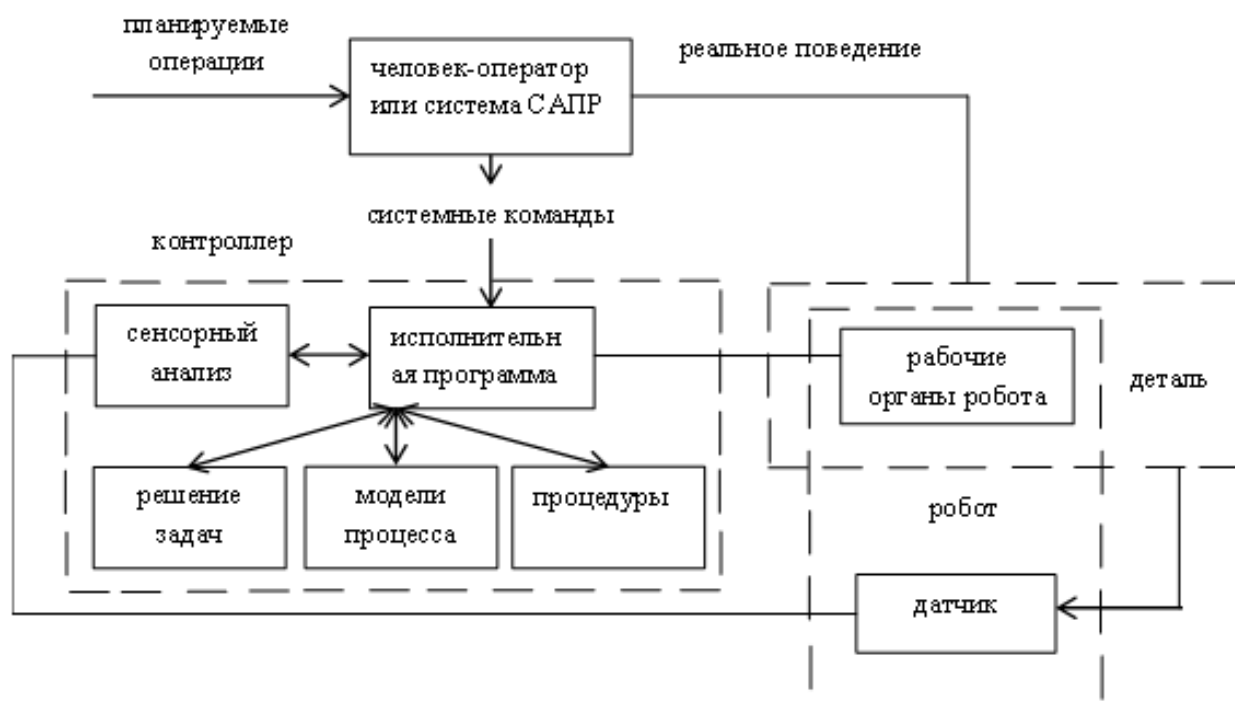 планируемые
операции
человек-оператор
или система САПР
реальное поведение
системные команды
контроллер
сенсорный
анализ
исполнительн
ая программа
рабочие
органы робота
деталь
решение
задач
модели
процесса
процедуры
робот
датчик